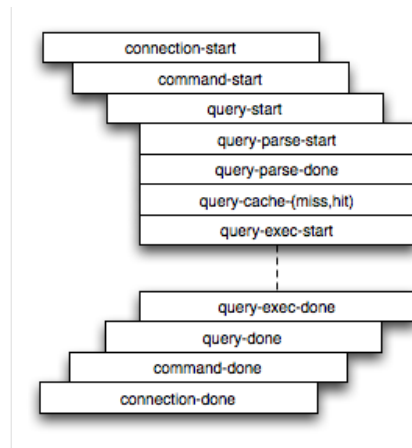 connection-start
command-start
query-start
query-parse-start
query-parse-done
query-cache-(miss,hit)
query-exec-start
query-exec-done
query-done
command-done
connection-done